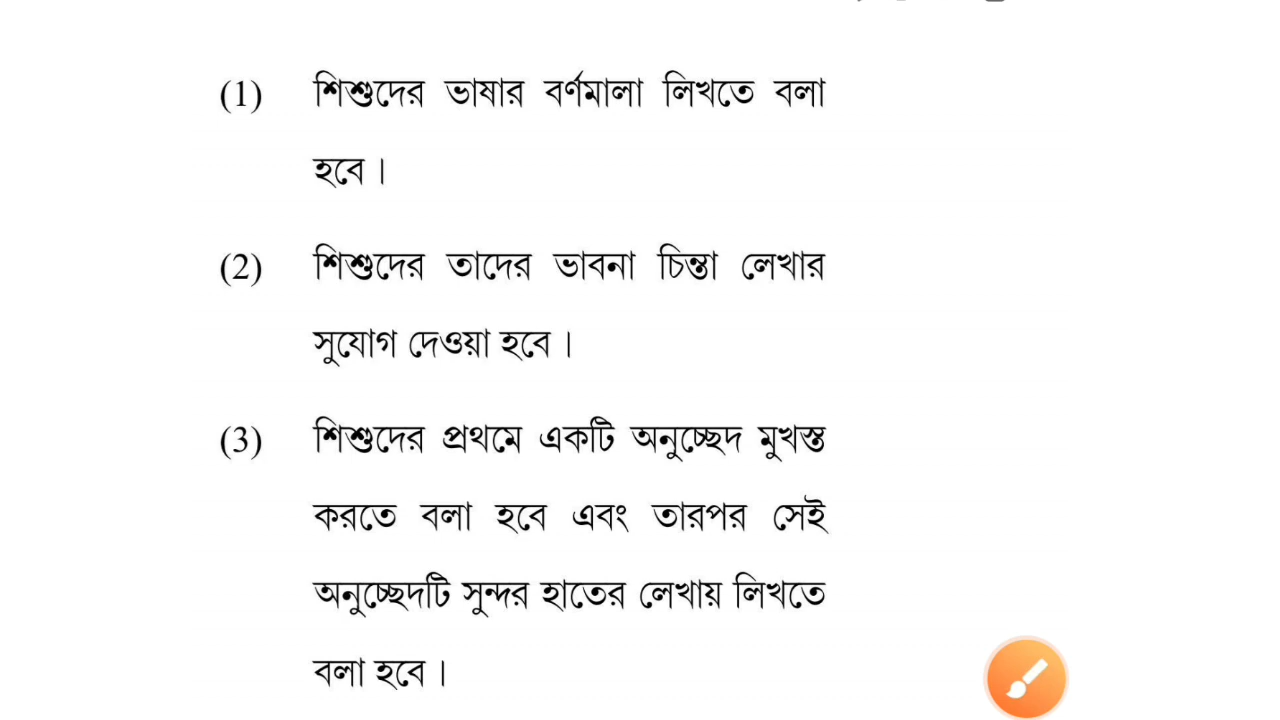 (1) শিশুদের ভাষার বর্ণমালা লিখতে বলা
হবে।
(2) শিশুদের তাদের ভাবনা চিন্তা লেখার
সুযোগ দেওয়া হবে।
(3) শিশুদের প্রথমে একটি অনুচ্ছেদ মুখস্ত
করতে বলা হবে এবং তারপর সেই
অনুচ্ছেদটি সুন্দর হাতের লেখায় লিখতে
বলা হবে।